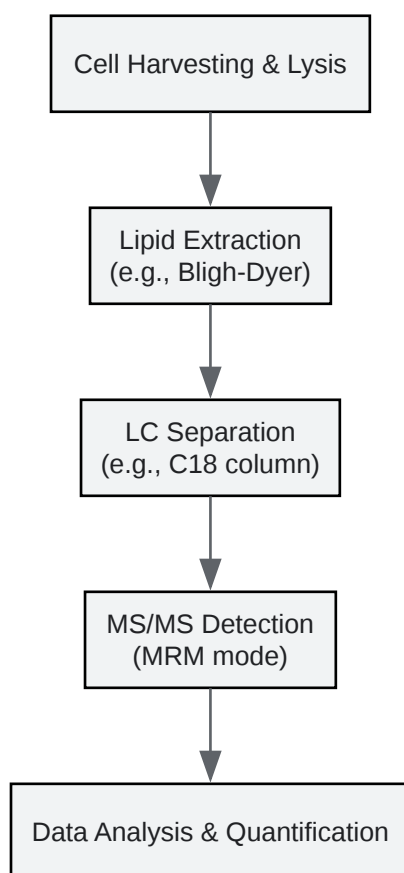 Cell Harvesting & Lysis
Lipid Extraction
(e.g., Bligh-Dyer)
LC Separation
(e.g., C18 column)
MS/MS Detection
(MRM mode)
Data Analysis & Quantification